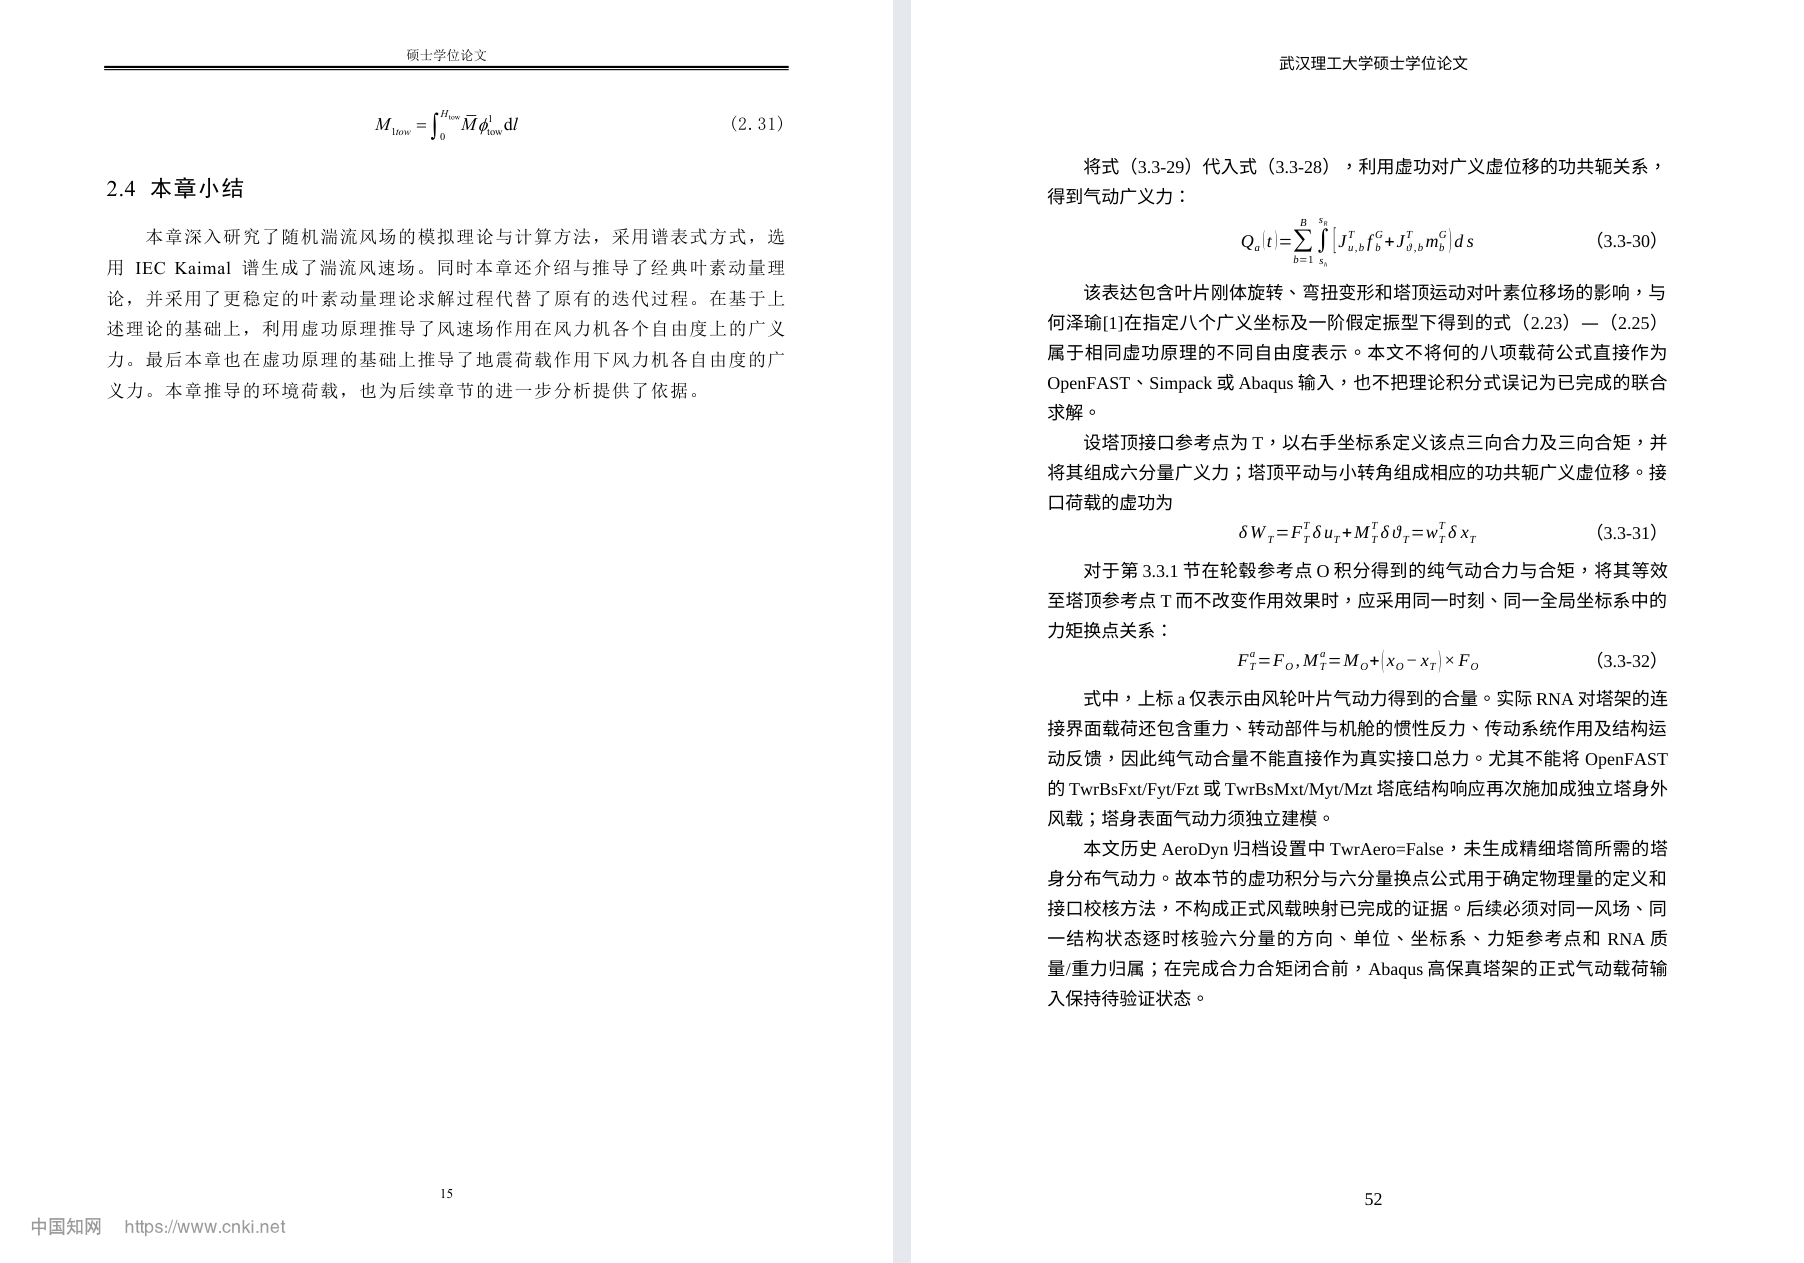 硕士学位论文
M_{1tow} = ∫_0^{H_{tow}} M̅ϕ^1_{tow}dl (2.31)
2.4 本章小结
本章深入研究了随机湍流风场的模拟理论与计算方法，采用谱表式方式，选
用 IEC Kaimal 谱生成了湍流风速场。同时本章还介绍与推导了经典叶素动量理
论，并采用了更稳定的叶素动量理论求解过程代替了原有的迭代过程。在基于上
述理论的基础上，利用虚功原理推导了风速场作用在风力机各个自由度上的广义
力。最后本章也在虚功原理的基础上推导了地震荷载作用下风力机各自由度的广
义力。本章推导的环境荷载，也为后续章节的进一步分析提供了依据。
15
中国知网 https://www.cnki.net
武汉理工大学硕士学位论文
将式（3.3-29）代入式（3.3-28），利用虚功对广义虚位移的功共轭关系，
得到气动广义力：
Q_a(t)=∑_{b=1}^{B} ∫_{s_h}^{s_R} [J_{u,b}^T f_b^G+J_{ϑ,b}^T m_b^G]ds （3.3-30）
该表达包含叶片刚体旋转、弯扭变形和塔顶运动对叶素位移场的影响，与
何泽瑜[1]在指定八个广义坐标及一阶假定振型下得到的式（2.23）—（2.25）
属于相同虚功原理的不同自由度表示。本文不将何的八项载荷公式直接作为
OpenFAST、Simpack 或 Abaqus 输入，也不把理论积分式误记为已完成的联合
求解。
设塔顶接口参考点为 T，以右手坐标系定义该点三向合力及三向合矩，并
将其组成六分量广义力；塔顶平动与小转角组成相应的功共轭广义虚位移。接
口荷载的虚功为
δW_T=F_T^T δu_T+M_T^T δϑ_T=w_T^T δx_T （3.3-31）
对于第 3.3.1 节在轮毂参考点 O 积分得到的纯气动合力与合矩，将其等效
至塔顶参考点 T 而不改变作用效果时，应采用同一时刻、同一全局坐标系中的
力矩换点关系：
F_T^a=F_O,M_T^a=M_O+(x_O−x_T)×F_O （3.3-32）
式中，上标 a 仅表示由风轮叶片气动力得到的合量。实际 RNA 对塔架的连
接界面载荷还包含重力、转动部件与机舱的惯性反力、传动系统作用及结构运
动反馈，因此纯气动合量不能直接作为真实接口总力。尤其不能将 OpenFAST
的 TwrBsFxt/Fyt/Fzt 或 TwrBsMxt/Myt/Mzt 塔底结构响应再次施加成独立塔身外
风载；塔身表面气动力须独立建模。
本文历史 AeroDyn 归档设置中 TwrAero=False，未生成精细塔筒所需的塔
身分布气动力。故本节的虚功积分与六分量换点公式用于确定物理量的定义和
接口校核方法，不构成正式风载映射已完成的证据。后续必须对同一风场、同
一结构状态逐时核验六分量的方向、单位、坐标系、力矩参考点和 RNA 质
量/重力归属；在完成合力合矩闭合前，Abaqus 高保真塔架的正式气动载荷输
入保持待验证状态。
52